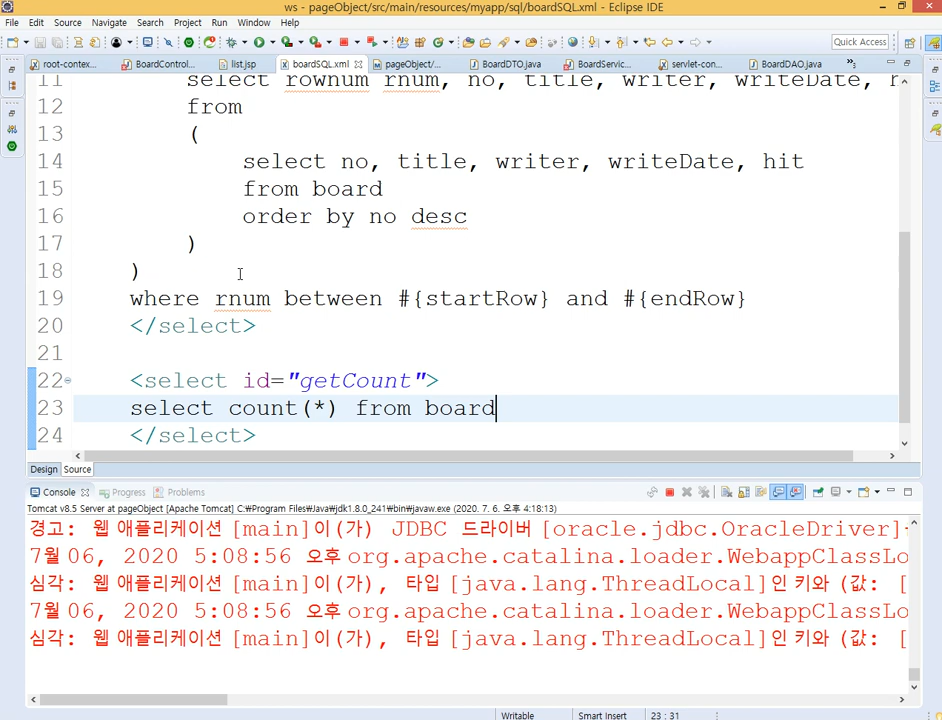 ws - pageObject/src/main/resources/myapp/sql/boardSQL.xml - Eclipse IDE
File Edit Source Navigate Search Project Run Window Help
Quick Access
root-contex... BoardControl... list.jsp boardSQL.xml pageObject/... BoardDTO.java BoardServic... servlet-con... BoardDAO.java
11 select rownum rnum, no, title, writer, writeDate,
12 from
13 (
14 select no, title, writer, writeDate, hit
15 from board
16 order by no desc
17 )
18 )
19 where rnum between #{startRow} and #{endRow}
20 </select>
21
22 <select id="getCount">
23 select count(*) from board
24 </select>
Design Source
Console Progress Problems
Tomcat v8.5 Server at pageObject [Apache Tomcat] C:\Program Files\Java\jdk1.8.0_241\bin\javaw.exe (2020. 7. 6. 오후 4:18:13)
경고: 웹 애플리케이션 [main]이(가) JDBC 드라이버 [oracle.jdbc.OracleDriver]
7월 06, 2020 5:08:56 오후 org.apache.catalina.loader.WebappClassLo
심각: 웹 애플리케이션 [main]이(가), 타입 [java.lang.ThreadLocal]인 키와 (값: [
7월 06, 2020 5:08:56 오후 org.apache.catalina.loader.WebappClassLo
심각: 웹 애플리케이션 [main]이(가), 타입 [java.lang.ThreadLocal]인 키와 (값: [
Writable Smart Insert 23 : 31